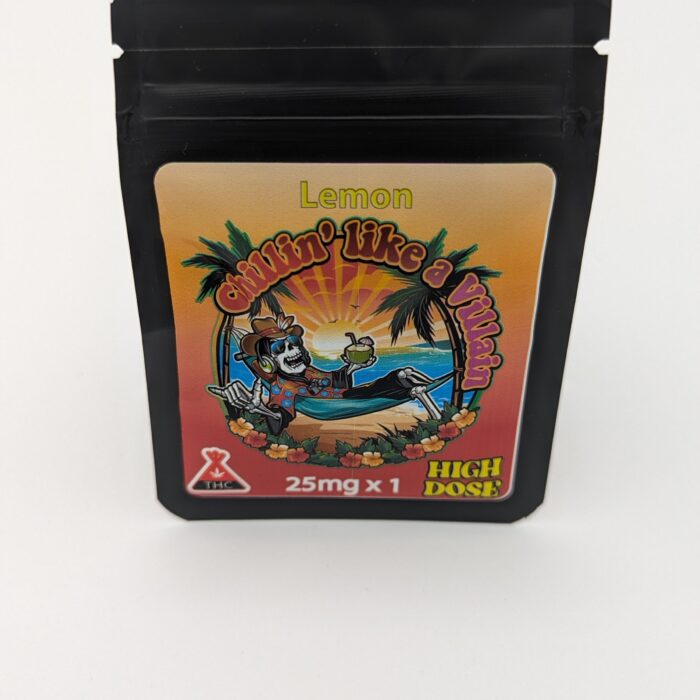 Lemon
Chillin' like a Villain
THC
25mg x 1
HIGH
DOSE